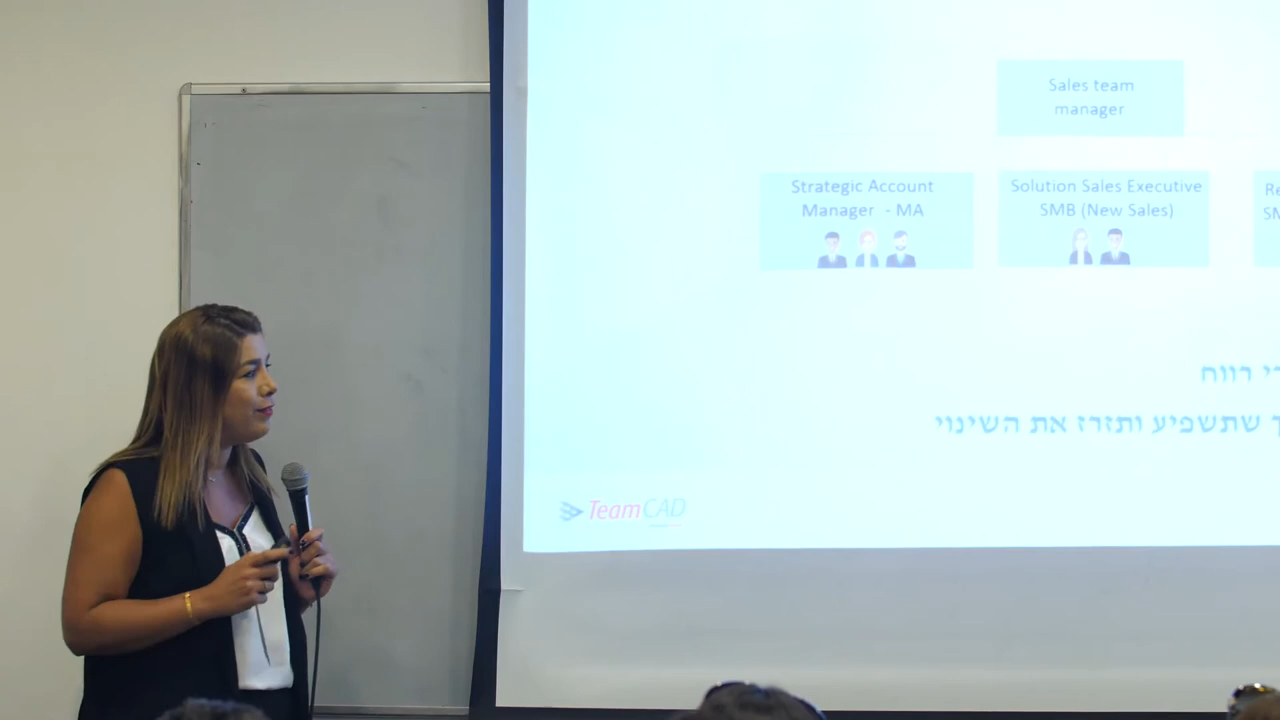 Sales team
manager
Strategic Account
Manager - MA
Solution Sales Executive
SMB (New Sales)
רווח
שתשפיע ותזרז את השינוי
TeamCAD